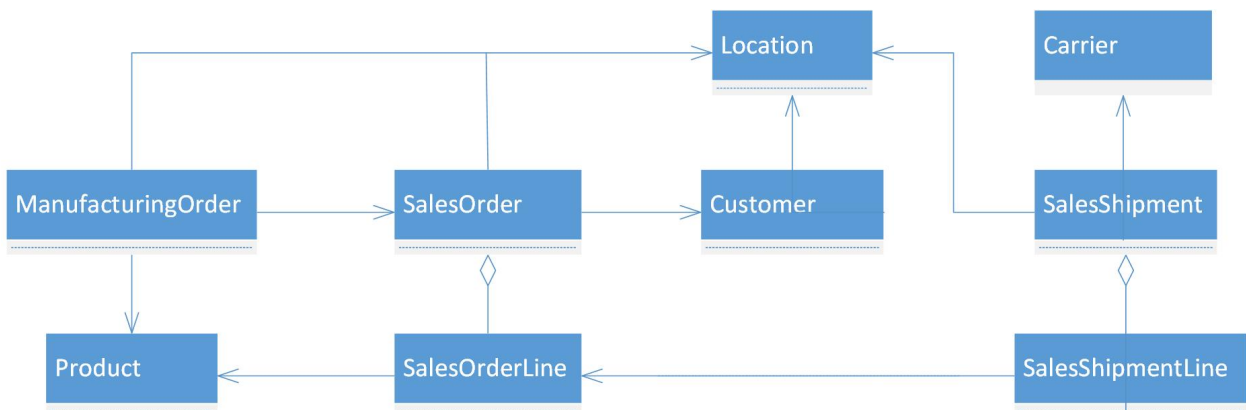 Location
Carrier
ManufacturingOrder
SalesOrder
Customer
SalesShipment
Product
SalesOrderLine
SalesShipmentLine